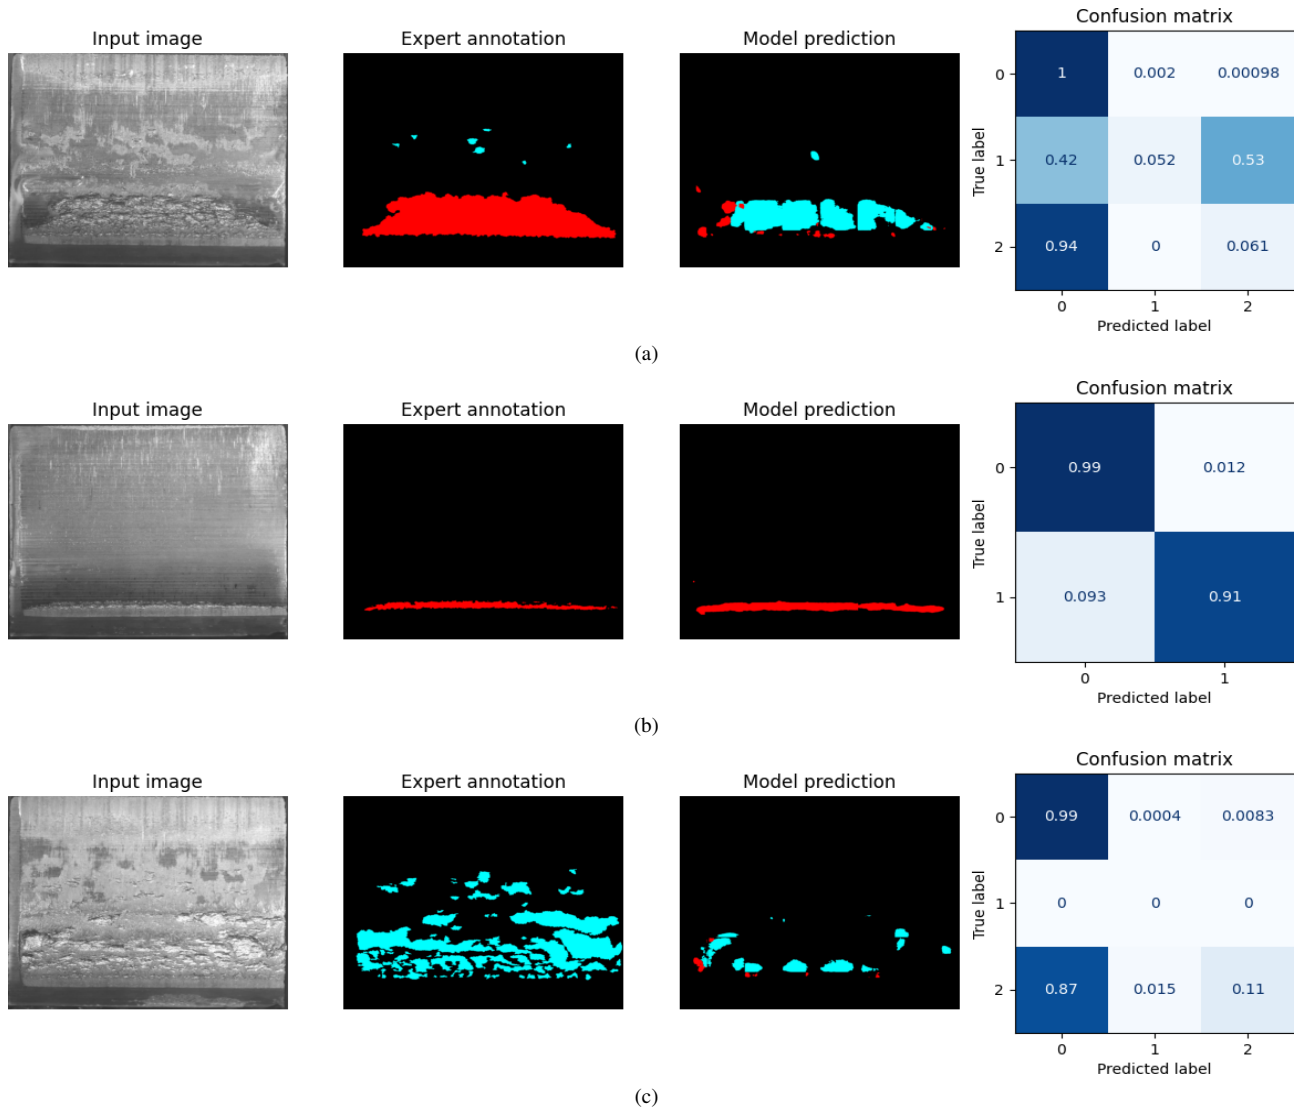 Input image
Expert annotation
Model prediction
Confusion matrix
True label
0
1
0.002
0.00098
1
0.42
0.052
0.53
2
0.94
0
0.061
0
1
2
Predicted label
(a)
Input image
Expert annotation
Model prediction
Confusion matrix
True label
0
0.99
0.012
1
0.093
0.91
0
1
Predicted label
(b)
Input image
Expert annotation
Model prediction
Confusion matrix
True label
0
0.99
0.0004
0.0083
1
0
0
0
2
0.87
0.015
0.11
0
1
2
Predicted label
(c)